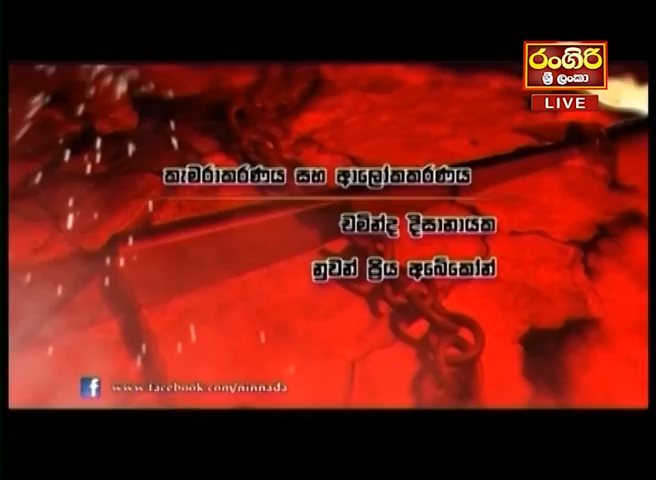 රංගිරි
ශ්‍රී ලංකා
LIVE
කැමරාකරණය සහ ආලෝකකරණය
චමින්ද දිසානායක
නුවන් ප්‍රිය අබේකෝන්
www.facebook.com/ninnada